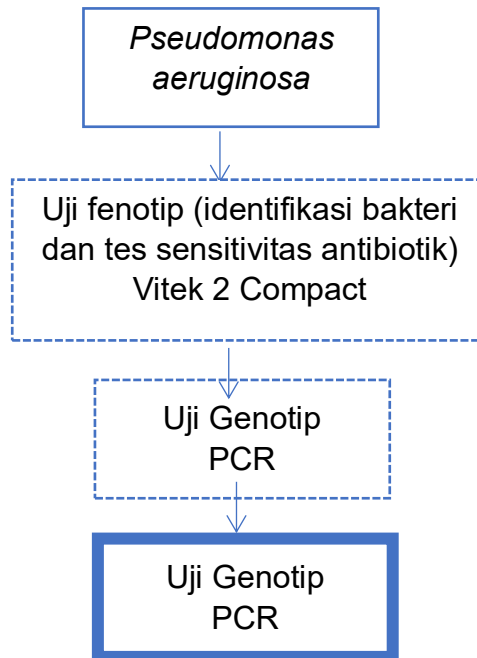 Pseudomonas
aeruginosa
Uji fenotip (identifikasi bakteri
dan tes sensitivitas antibiotik)
Vitek 2 Compact
Uji Genotip
PCR
Uji Genotip
PCR